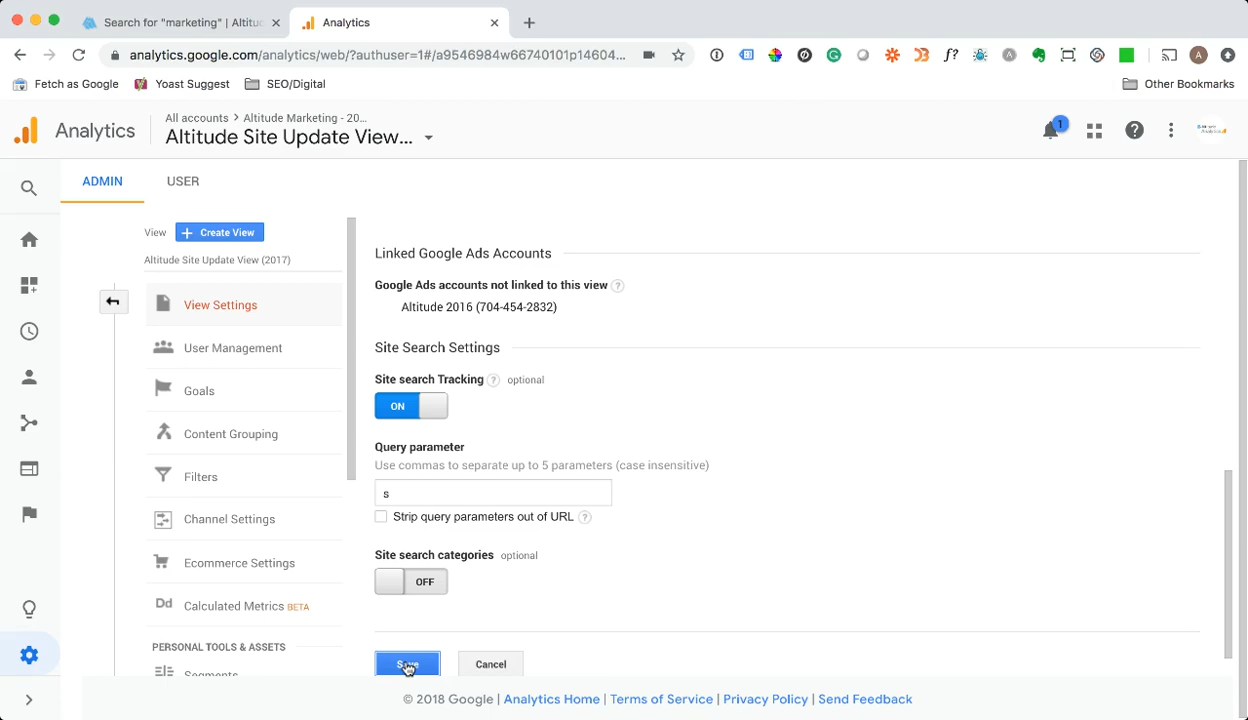 Search for "marketing" | Altitu
Analytics
analytics.google.com/analytics/web/?authuser=1#/a9546984w66740101p14604...
Fetch as Google
Yoast Suggest
SEO/Digital
Other Bookmarks
Analytics
All accounts > Altitude Marketing - 20...
Altitude Site Update View...
1
ADMIN
USER
View
+ Create View
Altitude Site Update View (2017)
View Settings
User Management
Goals
Content Grouping
Filters
Channel Settings
Ecommerce Settings
Dd Calculated Metrics BETA
PERSONAL TOOLS & ASSETS
Segments
Linked Google Ads Accounts
Google Ads accounts not linked to this view ?
Altitude 2016 (704-454-2832)
Site Search Settings
Site search Tracking ? optional
ON
Query parameter
Use commas to separate up to 5 parameters (case insensitive)
s
Strip query parameters out of URL ?
Site search categories optional
OFF
Save
Cancel
© 2018 Google | Analytics Home | Terms of Service | Privacy Policy | Send Feedback